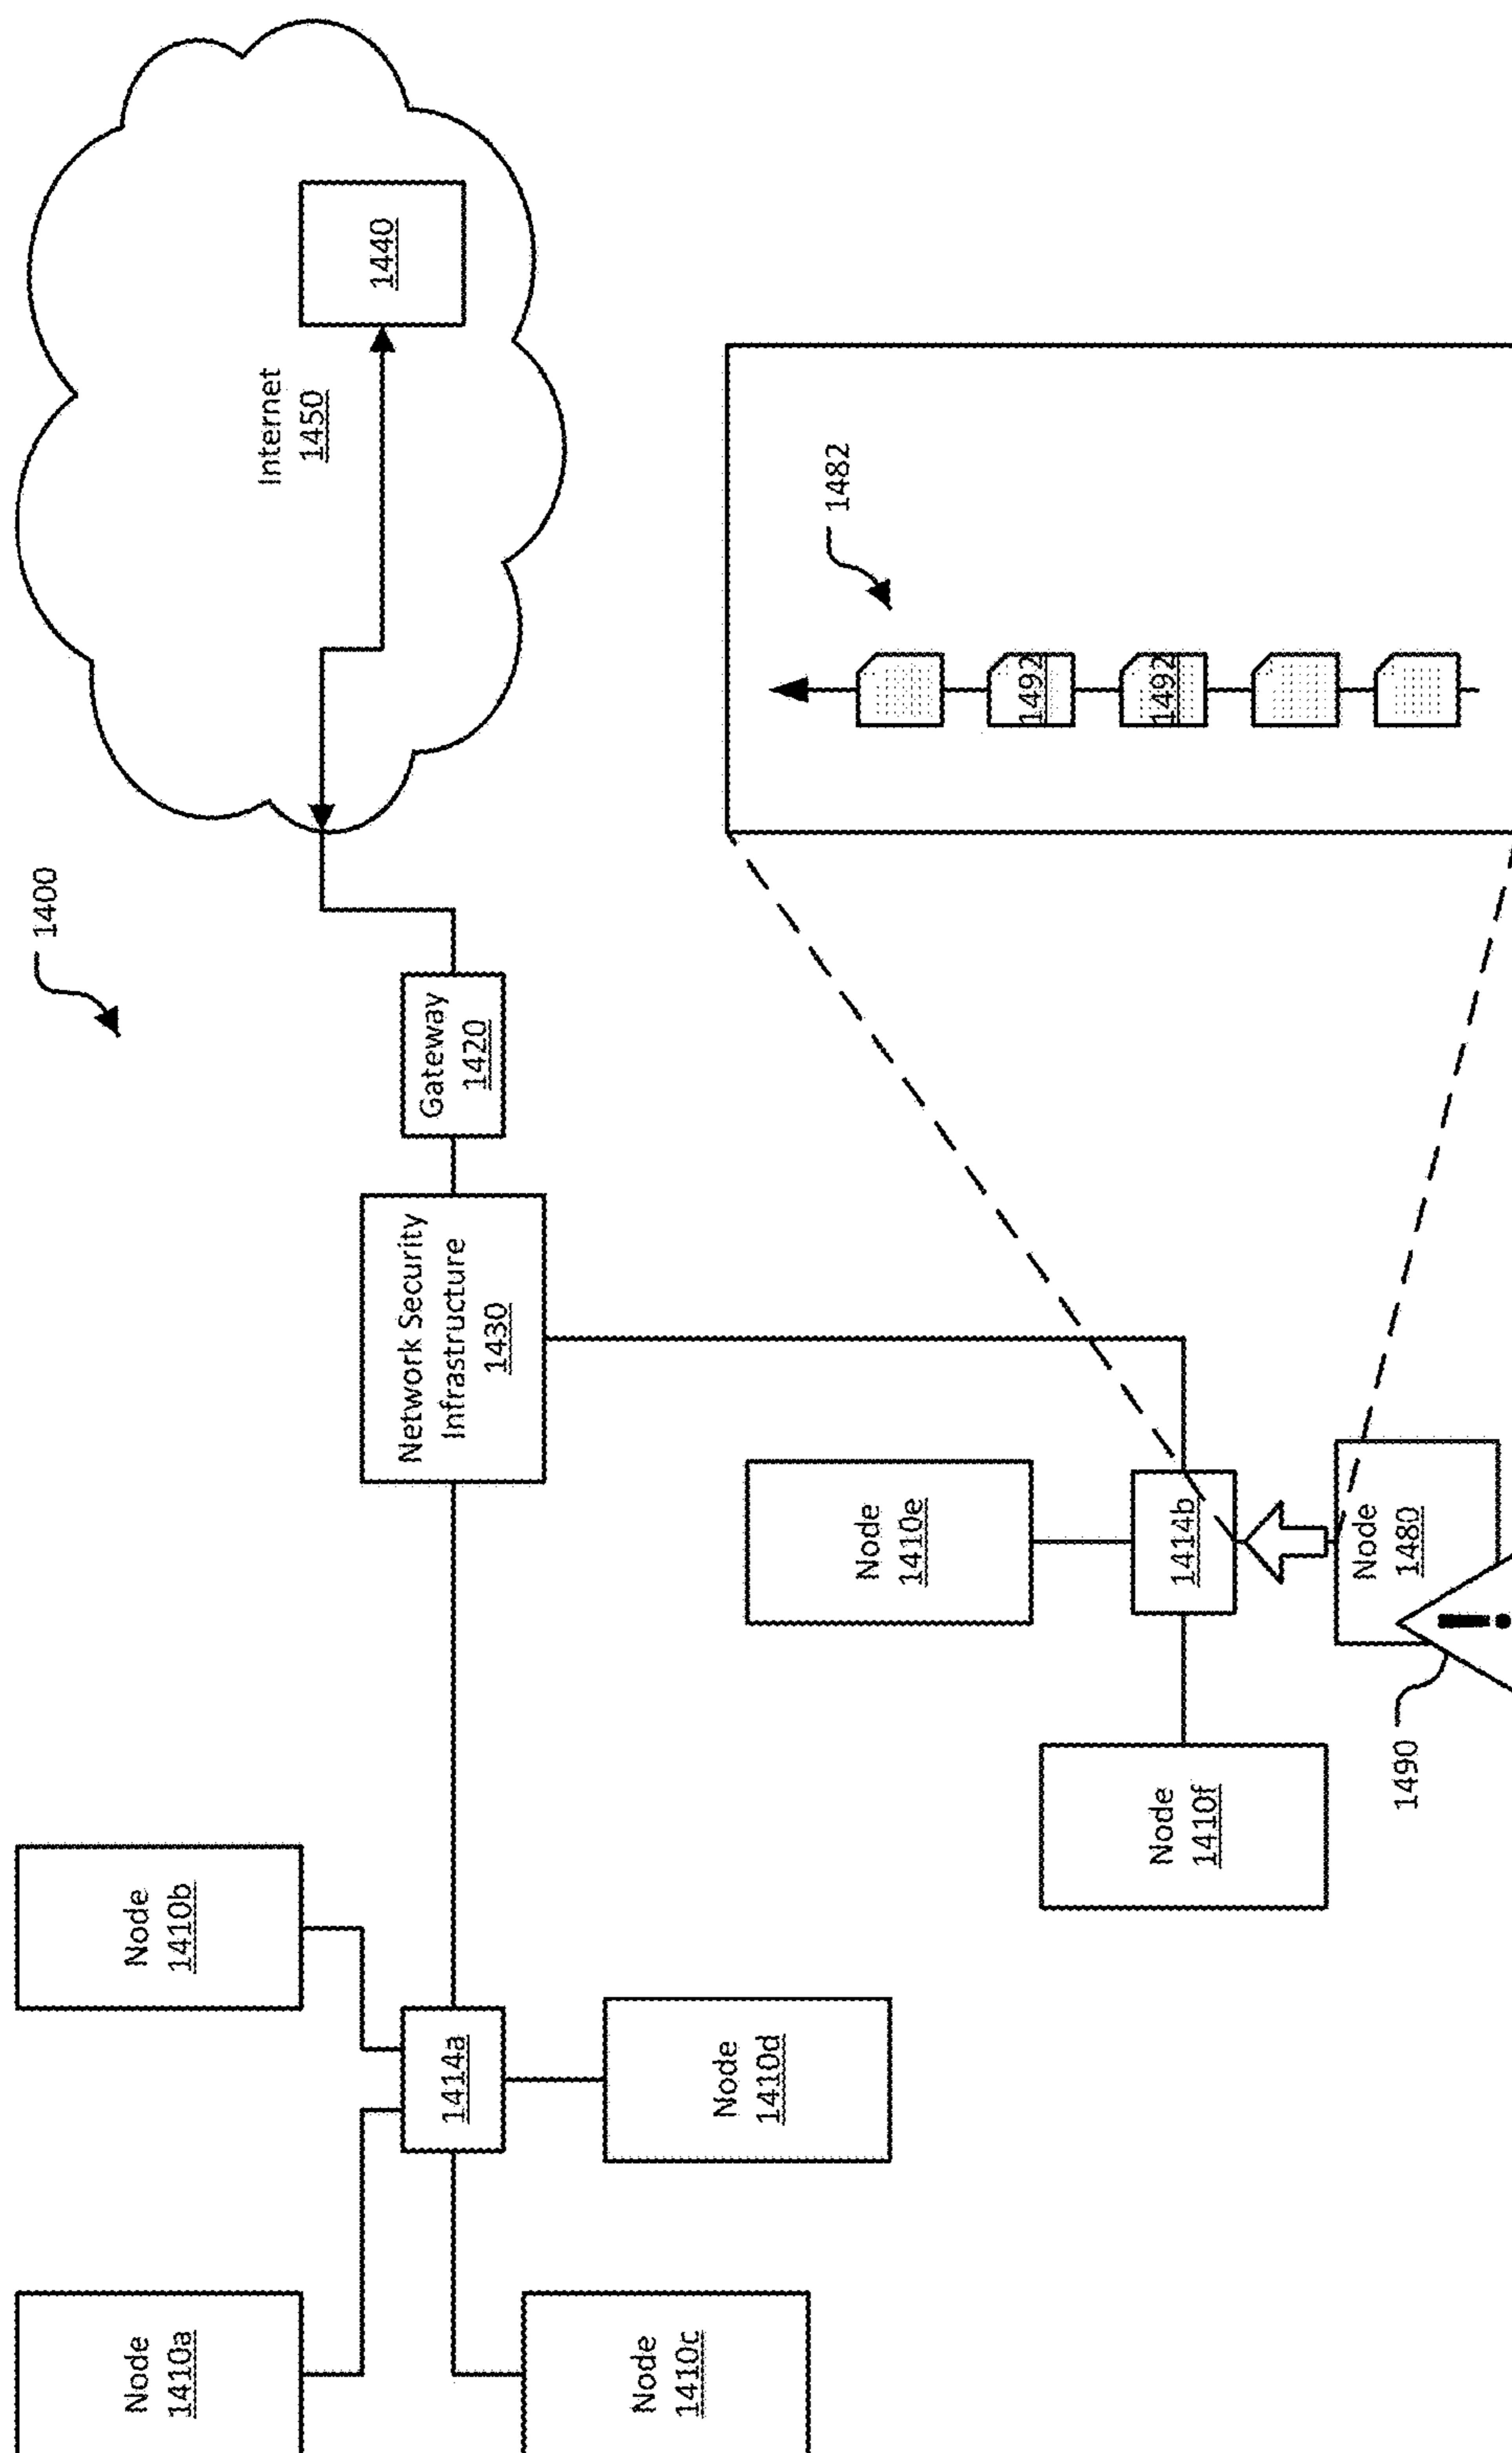 1400
Internet
1450
1440
Gateway
1420
Network Security
Infrastructure
1430
Node
1410a
Node
1410b
1414a
Node
1410c
Node
1410d
Node
1410e
1414b
Node
1410f
Node
1480
1490
!
1482
1492
1492